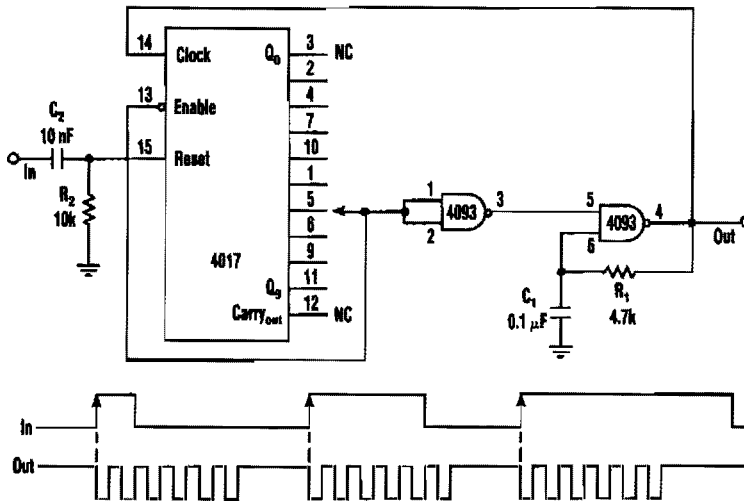 14
Clock
Q0
3
NC
2
13
Enable
4
7
C2
10 nF
15
Reset
10
In
1
R2
10k
5
1
2
4093
3
5
6
4093
4
Out
6
9
4017
Q9
11
Carryout
12
NC
C1
0.1 μF
R1
4.7k
In
Out